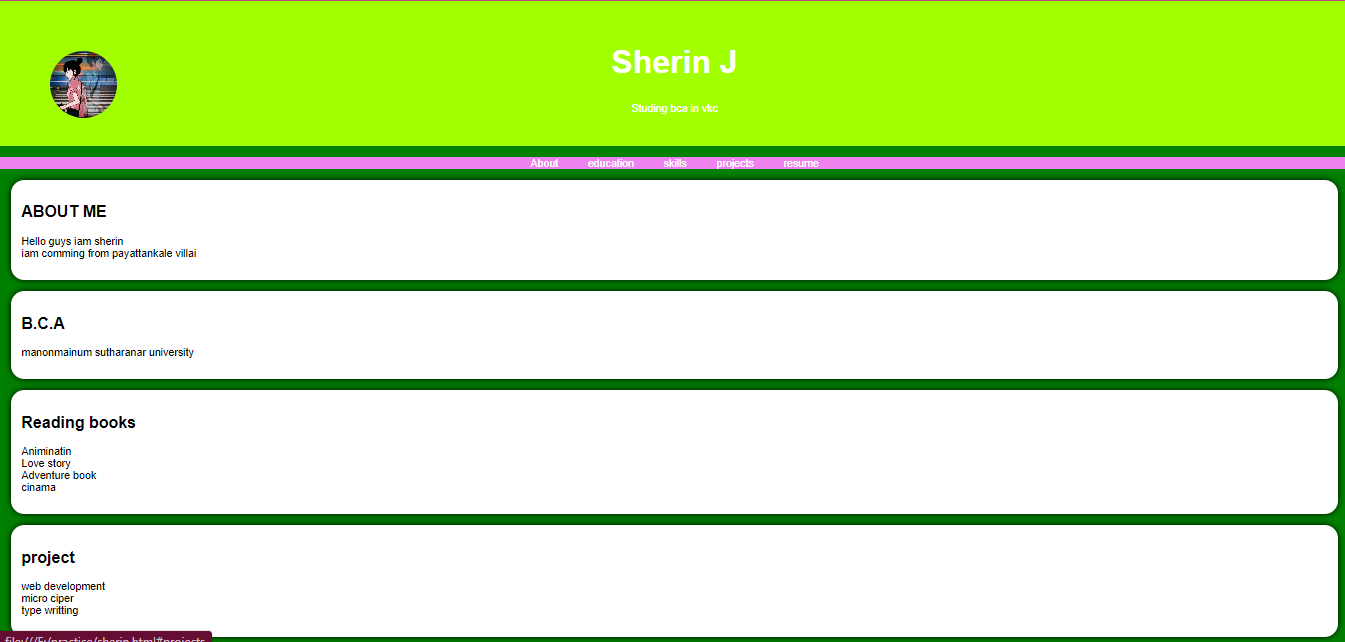 Sherin J
Studing bca in vkc
About education skills projects resume
ABOUT ME
Hello guys iam sherin
iam comming from payattankale villai
B.C.A
manonmainum sutharanar university
Reading books
Animinatin
Love story
Adventure book
cinama
project
web development
micro ciper
type writting
file:///E:/practice/sherin.html#projects